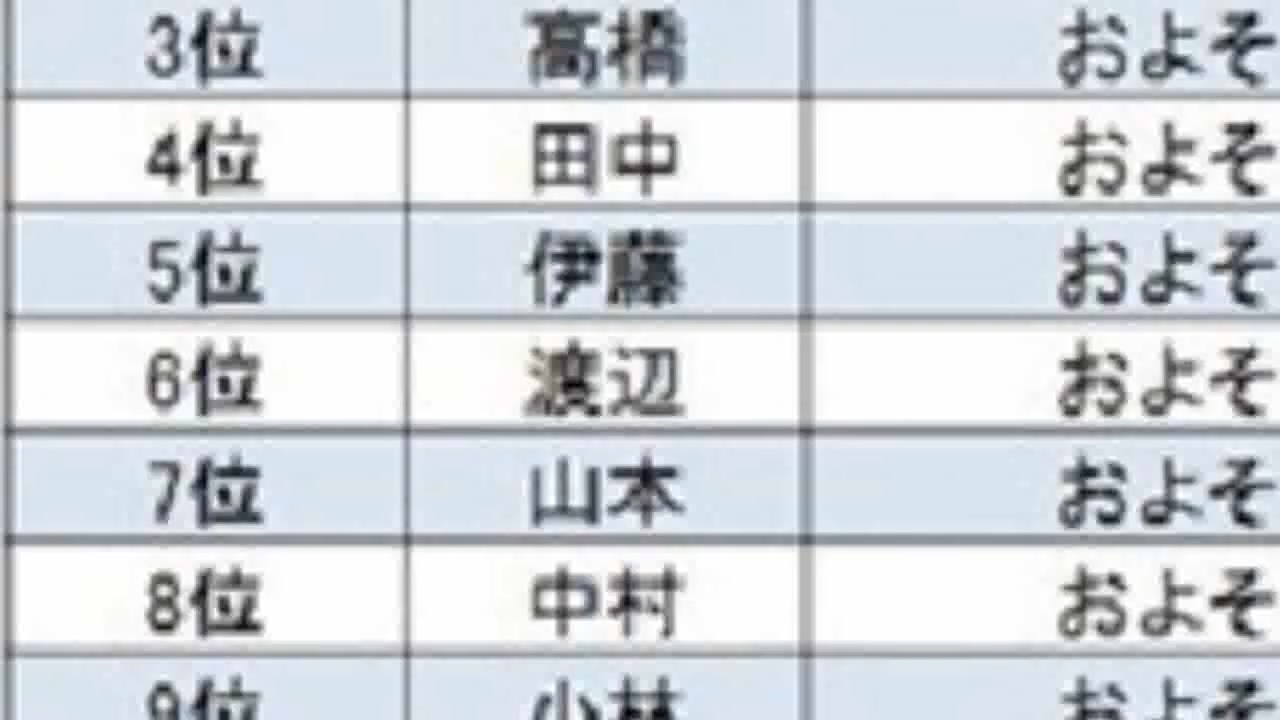 3位 高橋 およそ
4位 田中 およそ
5位 伊藤 およそ
6位 渡辺 およそ
7位 山本 およそ
8位 中村 およそ
9位 小林 およそ